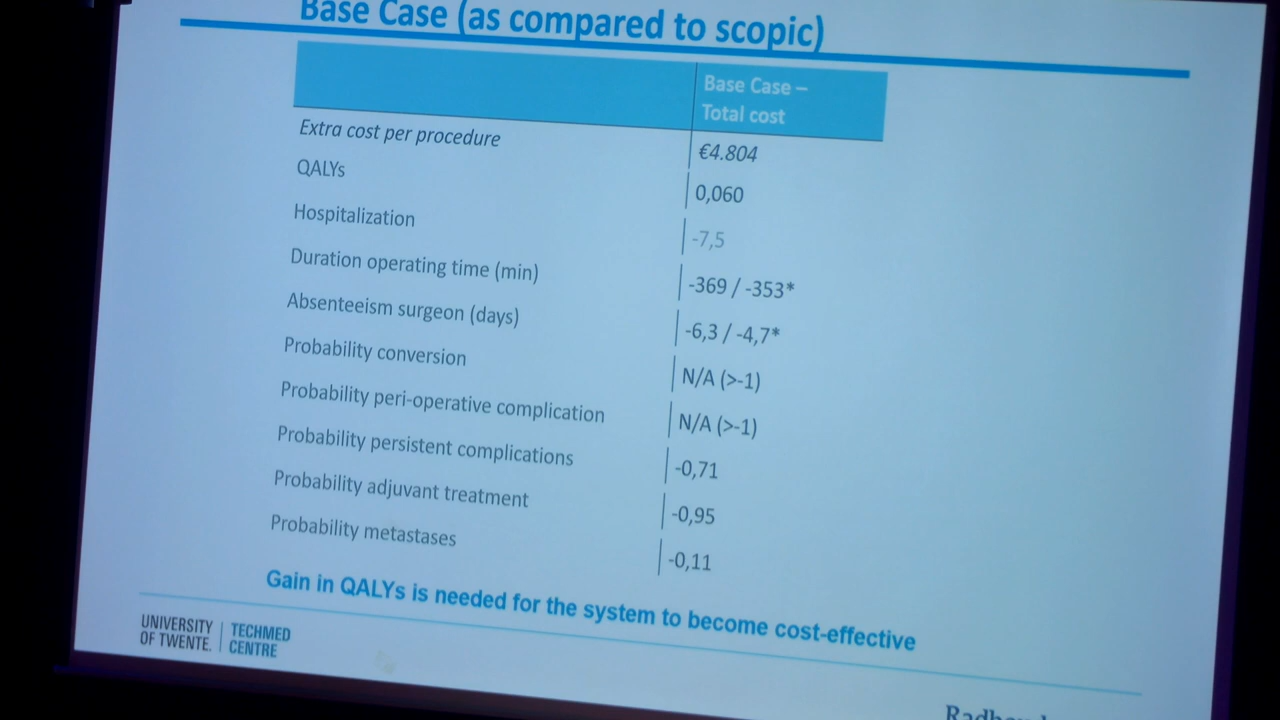 Base Case (as compared to scopic)
Base Case –
Total cost
Extra cost per procedure €4.804
QALYs 0,060
Hospitalization -7,5
Duration operating time (min) -369 / -353*
Absenteeism surgeon (days) -6,3 / -4,7*
Probability conversion N/A (>-1)
Probability peri-operative complication N/A (>-1)
Probability persistent complications -0,71
Probability adjuvant treatment -0,95
Probability metastases -0,11
Gain in QALYs is needed for the system to become cost-effective
UNIVERSITY OF TWENTE. | TECHMED CENTRE